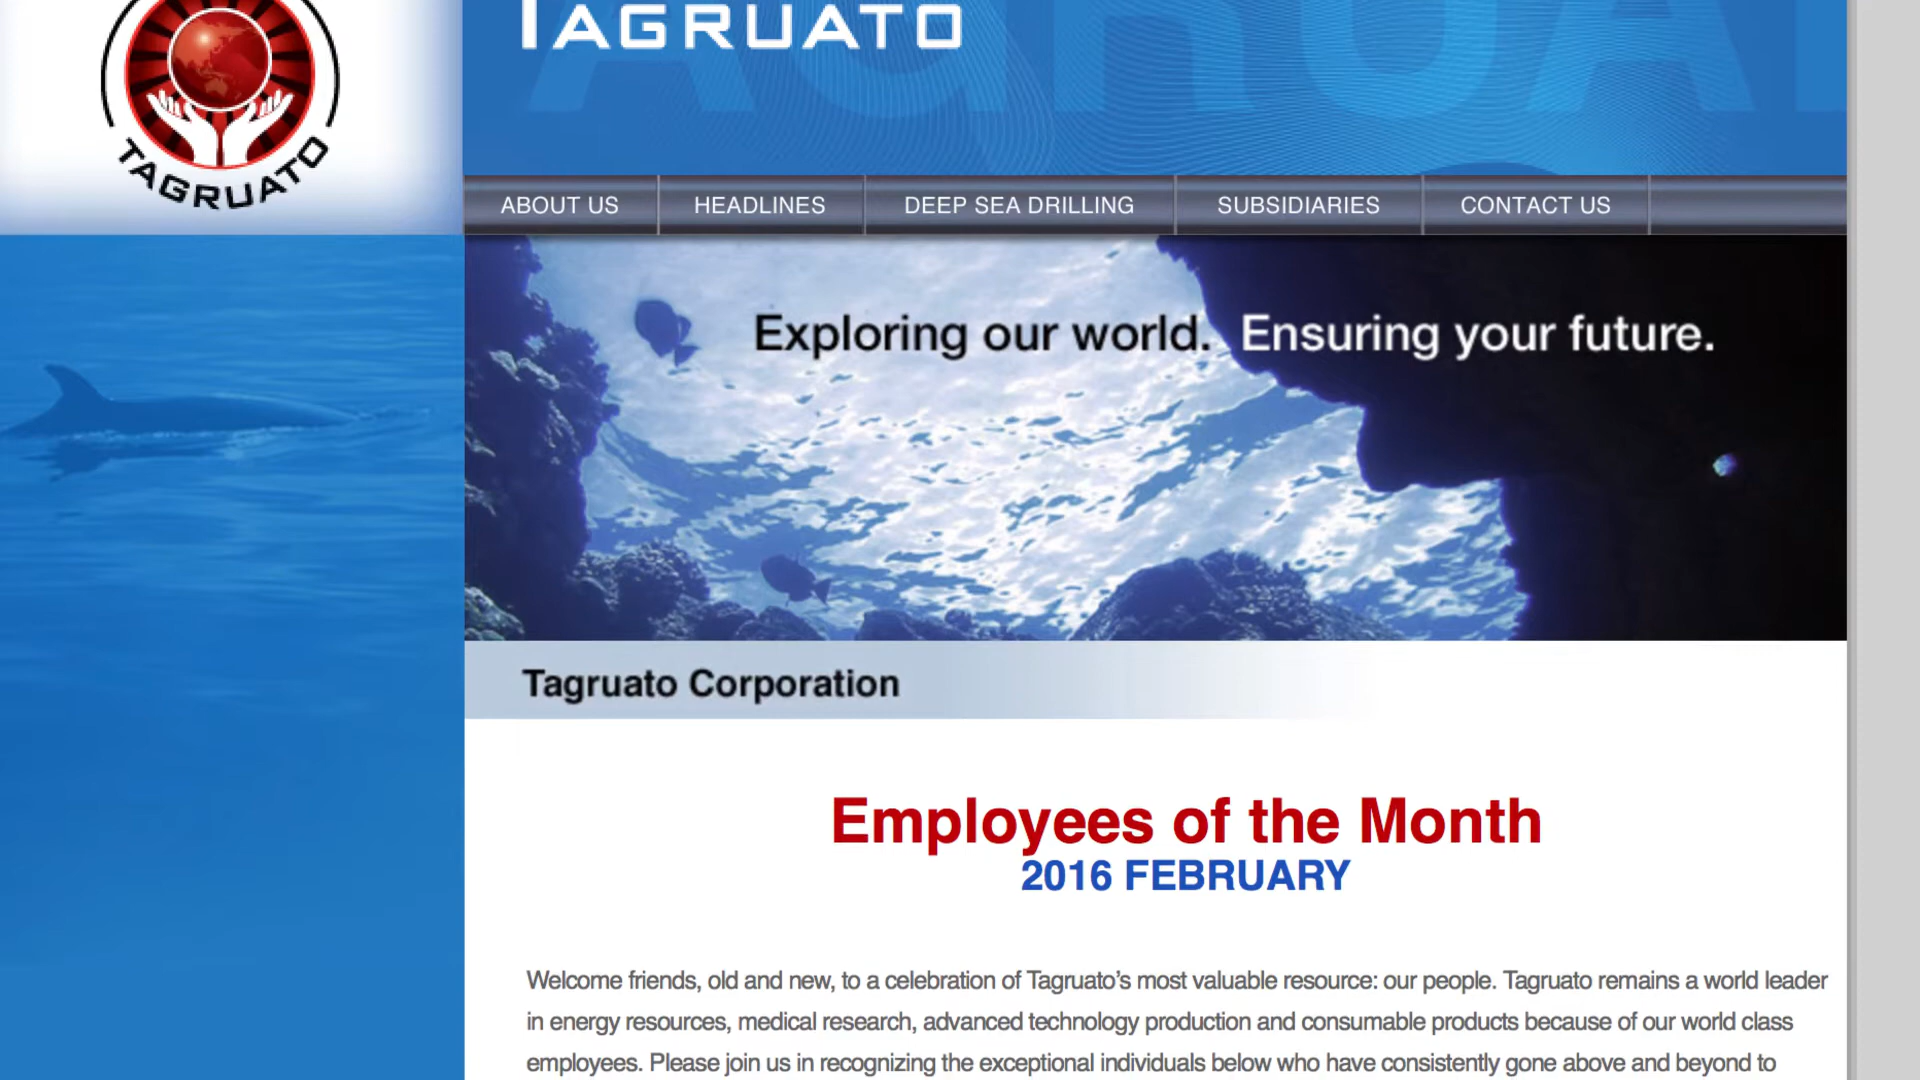 TAGRUATO
TAGRUATO
ABOUT US
HEADLINES
DEEP SEA DRILLING
SUBSIDIARIES
CONTACT US
Exploring our world. Ensuring your future.
Tagruato Corporation
Employees of the Month
2016 FEBRUARY
Welcome friends, old and new, to a celebration of Tagruato’s most valuable resource: our people. Tagruato remains a world leader
in energy resources, medical research, advanced technology production and consumable products because of our world class
employees. Please join us in recognizing the exceptional individuals below who have consistently gone above and beyond to